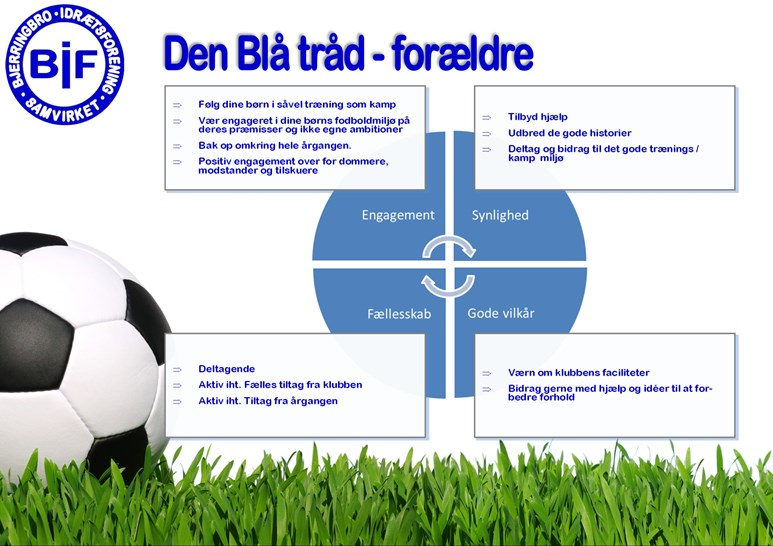 BJERRINGBRO · IDRÆTSFORENING
BIF
· SAMVIRKET ·
Den Blå tråd - forældre
⇒ Følg dine børn i såvel træning som kamp
⇒ Vær engageret i dine børns fodboldmiljø på
deres præmisser og ikke egne ambitioner
⇒ Bak op omkring hele årgangen.
⇒ Positiv engagement over for dommere,
modstander og tilskuere
⇒ Tilbyd hjælp
⇒ Udbred de gode historier
⇒ Deltag og bidrag til det gode trænings /
kamp miljø
Engagement
Synlighed
Fællesskab
Gode vilkår
⇒ Deltagende
⇒ Aktiv iht. Fælles tiltag fra klubben
⇒ Aktiv iht. Tiltag fra årgangen
⇒ Værn om klubbens faciliteter
⇒ Bidrag gerne med hjælp og idéer til at for-
bedre forhold